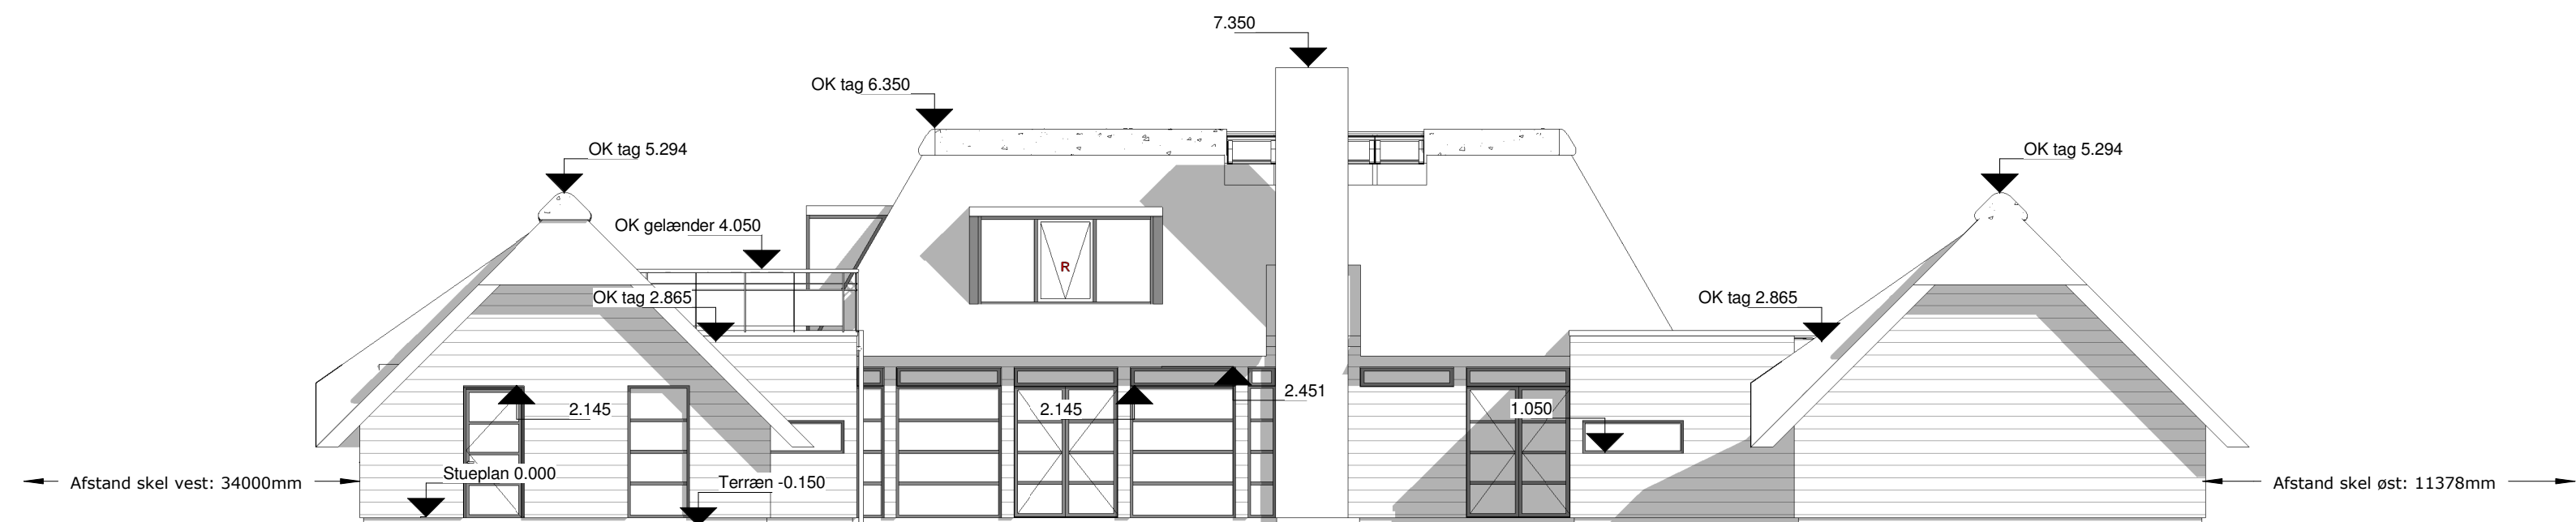 7.350
OK tag 6.350
OK tag 5.294
OK tag 5.294
OK gelænder 4.050
R
OK tag 2.865
OK tag 2.865
2.451
2.145
2.145
1.050
Stueplan 0.000
Terræn -0.150
Afstand skel vest: 34000mm
Afstand skel øst: 11378mm